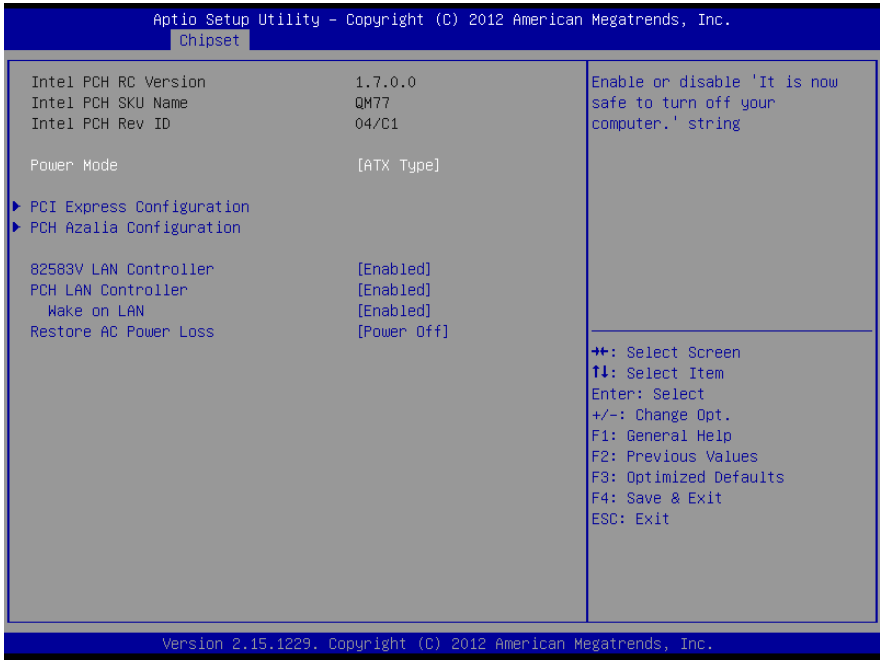 Aptio Setup Utility – Copyright (C) 2012 American Megatrends, Inc.
Chipset
Intel PCH RC Version 1.7.0.0
Intel PCH SKU Name QM77
Intel PCH Rev ID 04/C1
Power Mode [ATX Type]
PCI Express Configuration
PCH Azalia Configuration
82583V LAN Controller [Enabled]
PCH LAN Controller [Enabled]
Wake on LAN [Enabled]
Restore AC Power Loss [Power Off]
Enable or disable 'It is now
safe to turn off your
computer.' string
→←: Select Screen
↑↓: Select Item
Enter: Select
+/-: Change Opt.
F1: General Help
F2: Previous Values
F3: Optimized Defaults
F4: Save & Exit
ESC: Exit
Version 2.15.1229. Copyright (C) 2012 American Megatrends, Inc.